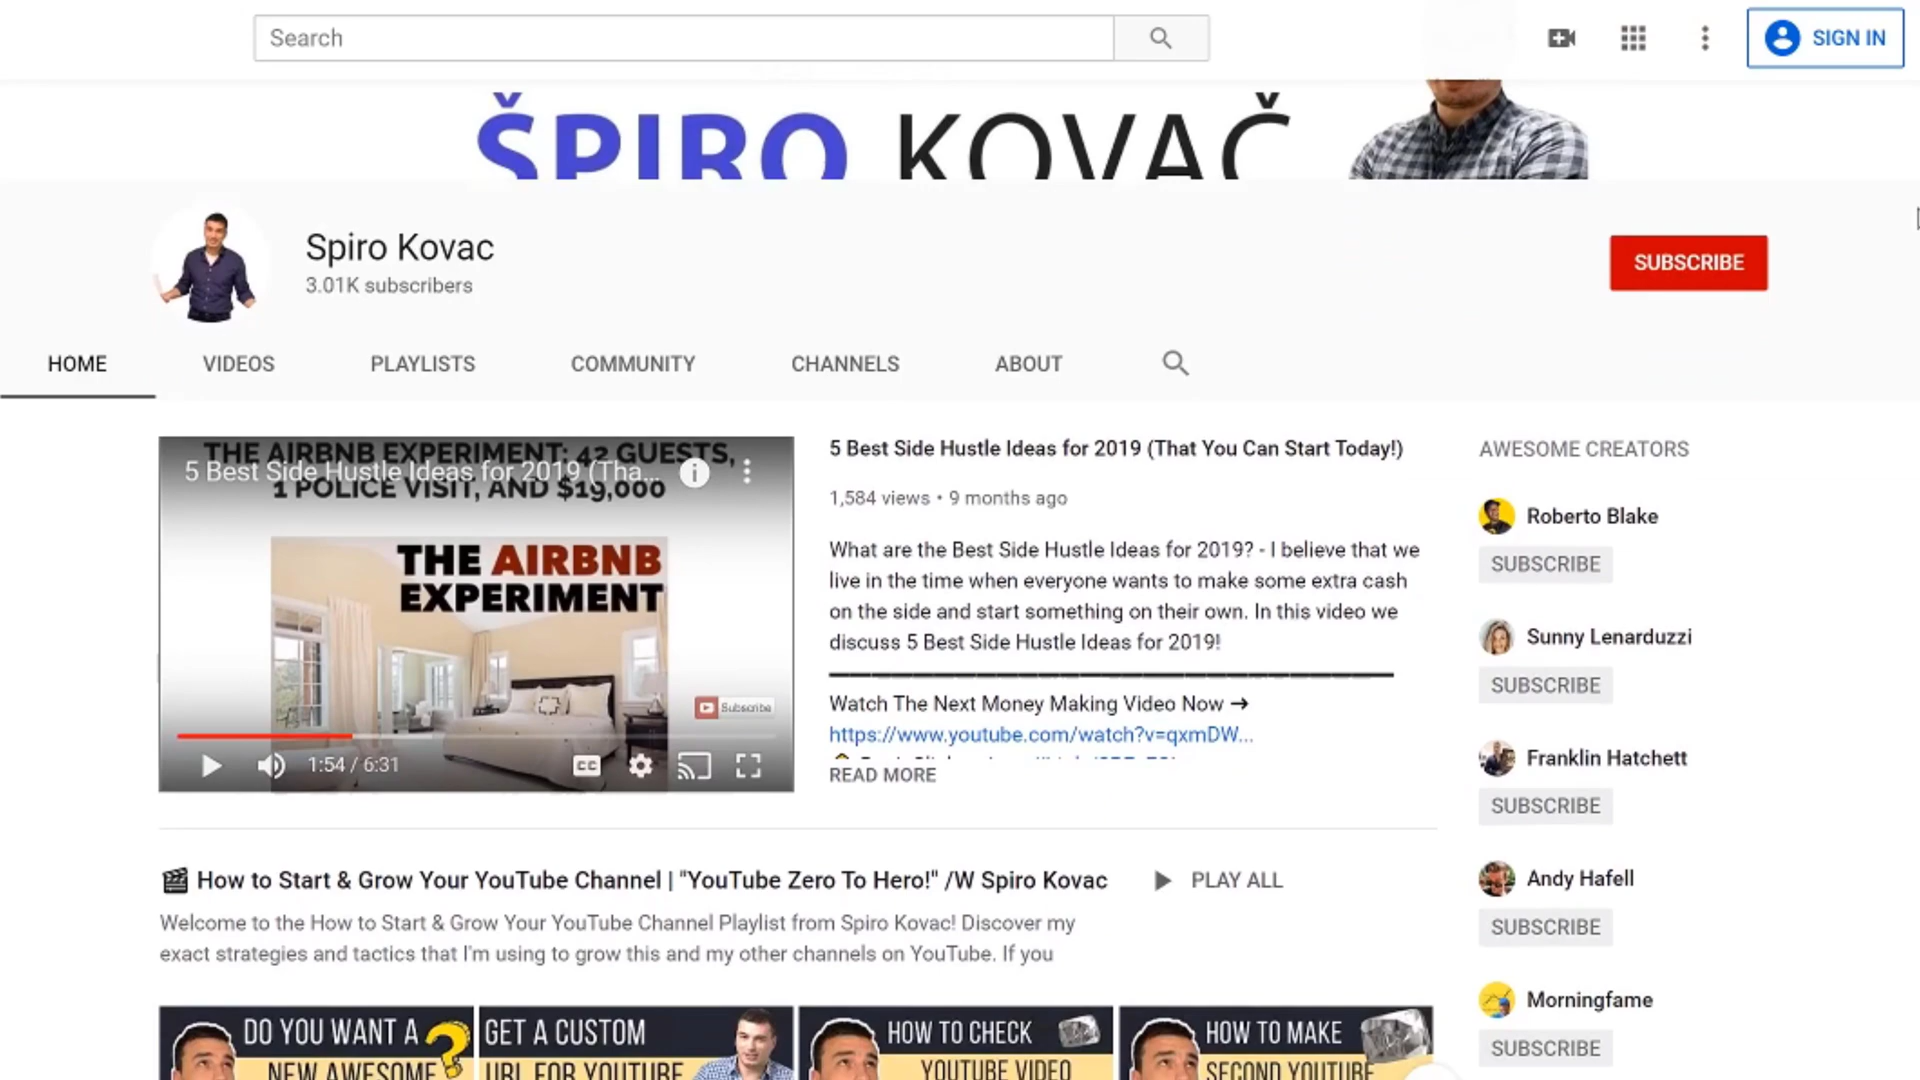 Search
SIGN IN
ŠPIRO KOVAČ
Spiro Kovac
3.01K subscribers
SUBSCRIBE
HOME
VIDEOS
PLAYLISTS
COMMUNITY
CHANNELS
ABOUT
THE AIRBNB EXPERIMENT: 42 GUESTS,
5 Best Side Hustle Ideas for 2019 (Tha...
1 POLICE VISIT, AND $19,000
THE AIRBNB
EXPERIMENT
Subscribe
1:54 / 6:31
CC
5 Best Side Hustle Ideas for 2019 (That You Can Start Today!)
1,584 views • 9 months ago
What are the Best Side Hustle Ideas for 2019? - I believe that we
live in the time when everyone wants to make some extra cash
on the side and start something on their own. In this video we
discuss 5 Best Side Hustle Ideas for 2019!
Watch The Next Money Making Video Now ➔
https://www.youtube.com/watch?v=qxmDW...
READ MORE
AWESOME CREATORS
Roberto Blake
SUBSCRIBE
Sunny Lenarduzzi
SUBSCRIBE
Franklin Hatchett
SUBSCRIBE
Andy Hafell
SUBSCRIBE
Morningfame
SUBSCRIBE
How to Start & Grow Your YouTube Channel | "YouTube Zero To Hero!" /W Spiro Kovac
PLAY ALL
Welcome to the How to Start & Grow Your YouTube Channel Playlist from Spiro Kovac! Discover my
exact strategies and tactics that I'm using to grow this and my other channels on YouTube. If you
DO YOU WANT A
NEW AWESOME
GET A CUSTOM
URL FOR YOUTUBE
HOW TO CHECK
YOUTUBE VIDEO
HOW TO MAKE
SECOND YOUTUBE